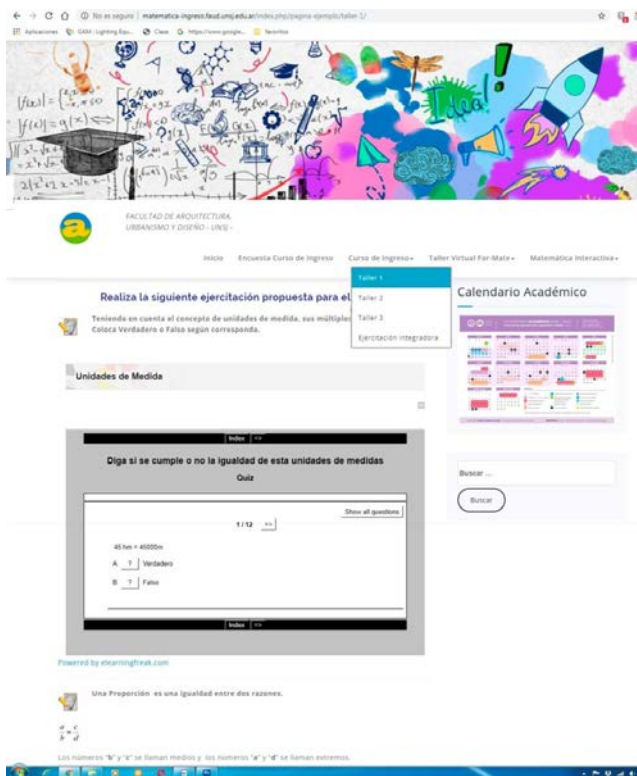 No es seguro | matematica-ingreso.faud.unsj.edu.ar/index.php/pagina-ejemplo/taller-1/
Aplicaciones
Clase
https://www.google...
favoritos
Idea!
FACULTAD DE ARQUITECTURA,
URBANISMO Y DISEÑO - UNSJ -
Inicio Encuesta Curso de Ingreso Curso de Ingreso Taller Virtual For-Mate Matemática Interactiva
Taller 1
Taller 2
Taller 3
Ejercitación Integradora
Realiza la siguiente ejercitación propuesta para el
Teniendo en cuenta el concepto de unidades de medida, sus múltiplos
Coloca Verdadero o Falso según corresponda.
Calendario Académico
Unidades de Medida
Index =>
Diga si se cumple o no la igualdad de esta unidades de medidas
Quiz
Show all questions
1 / 12 =>
45 hm = 45000m
A. ? Verdadero
B. ? Falso
Index =>
Buscar ...
Buscar
Powered by elearningfreak.com
Una Proporción es una igualdad entre dos razones.
a/b = c/d
Los números "b" y "c" se llaman medios y los números "a" y "d" se llaman extremos.